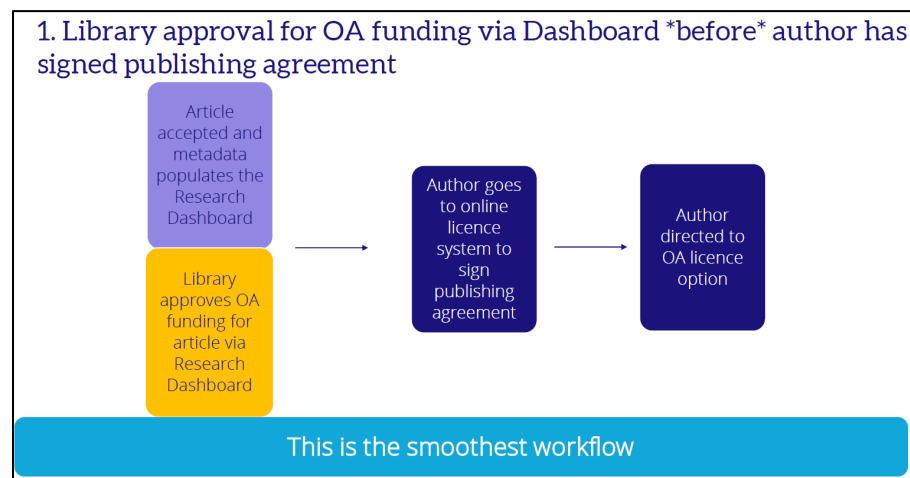 1. Library approval for OA funding via Dashboard *before* author has
signed publishing agreement
Article
accepted and
metadata
populates the
Research
Dashboard
Library
approves OA
funding for
article via
Research
Dashboard
Author goes
to online
licence
system to
sign
publishing
agreement
Author
directed to
OA licence
option
This is the smoothest workflow